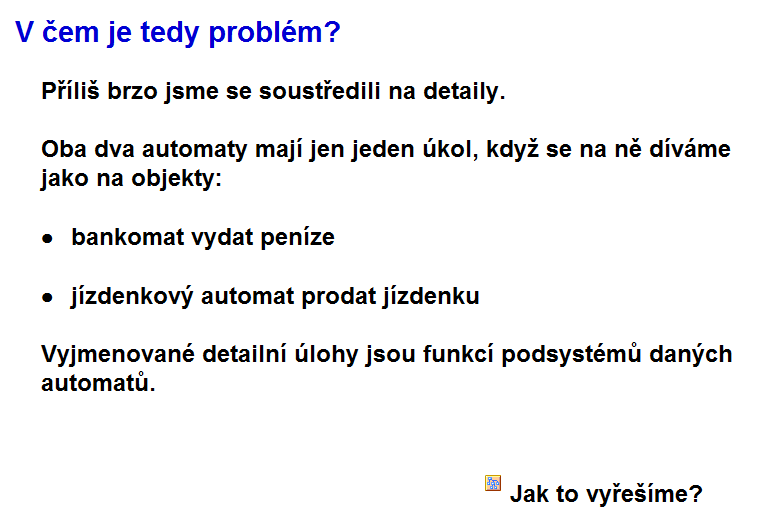 V čem je tedy problém?
Příliš brzo jsme se soustředili na detaily.
Oba dva automaty mají jen jeden úkol, když se na ně díváme
jako na objekty:
● bankomat vydat peníze
● jízdenkový automat prodat jízdenku
Vyjmenované detailní úlohy jsou funkcí podsystémů daných
automatů.
Jak to vyřešíme?